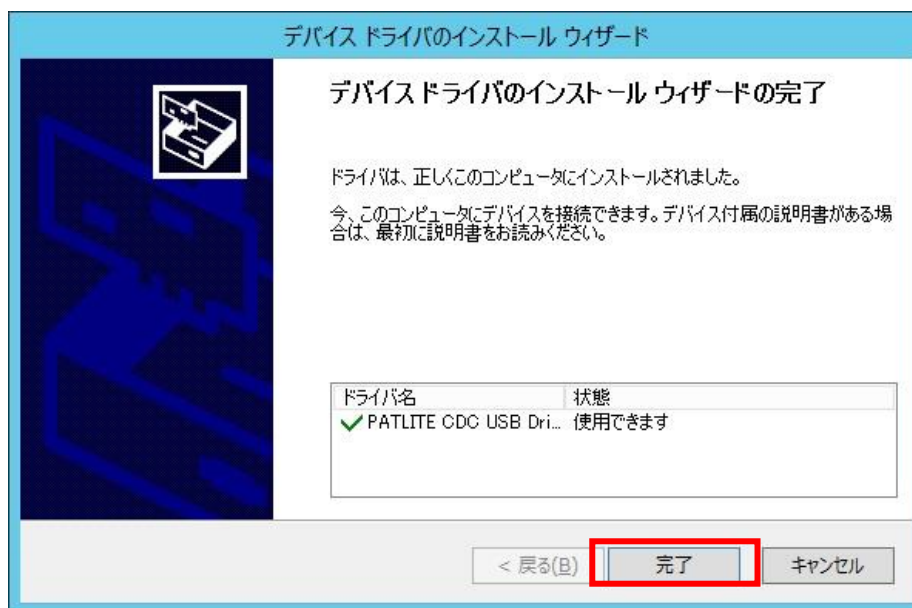 デバイス ドライバのインストール ウィザード
デバイス ドライバのインストール ウィザードの完了
ドライバは、正しくこのコンピュータにインストールされました。
今、このコンピュータにデバイスを接続できます。デバイス付属の説明書がある場
合は、最初に説明書をお読みください。
ドライバ名 状態
PATLITE CDC USB Dri... 使用できます
< 戻る(B) 完了 キャンセル